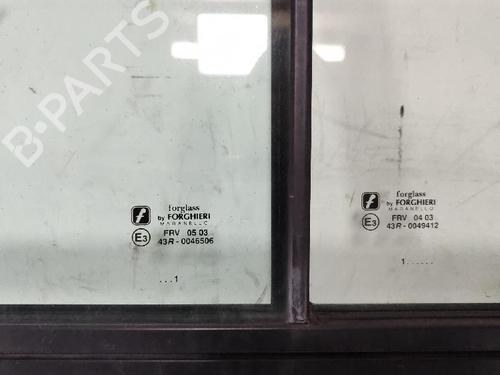 B-PARTS
f
forglass
by FORGHIERI
MARANELLO
E3
FRV 05 03
43R-0046506
...1
f
forglass
by FORGHIERI
MARANELLO
E3
FRV 04 03
43R-0049412
1......